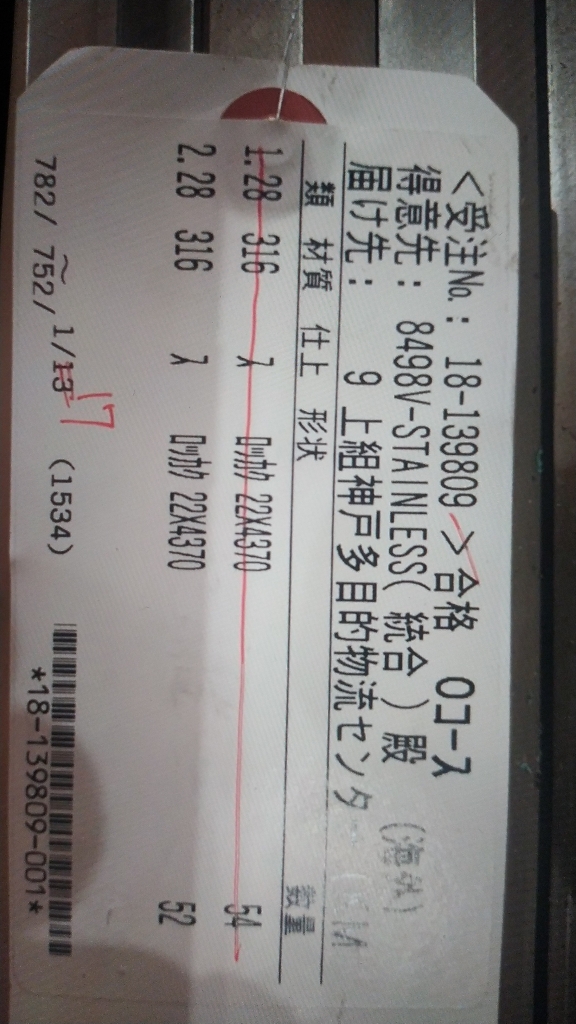 <受注No.: 18-139809 > 合格 0コース
得意先: 8498V-STAINLESS( 統合 ) 殿 (海外)
届け先: 9 上組神戸多目的物流センター
類 材質 仕上 形状 数量
1.28 316 λ ロッカク 22X4370 54
2.28 316 λ ロッカク 22X4370 52
782/ 752/ 1/13 17 (1534)
*18-139809-001*